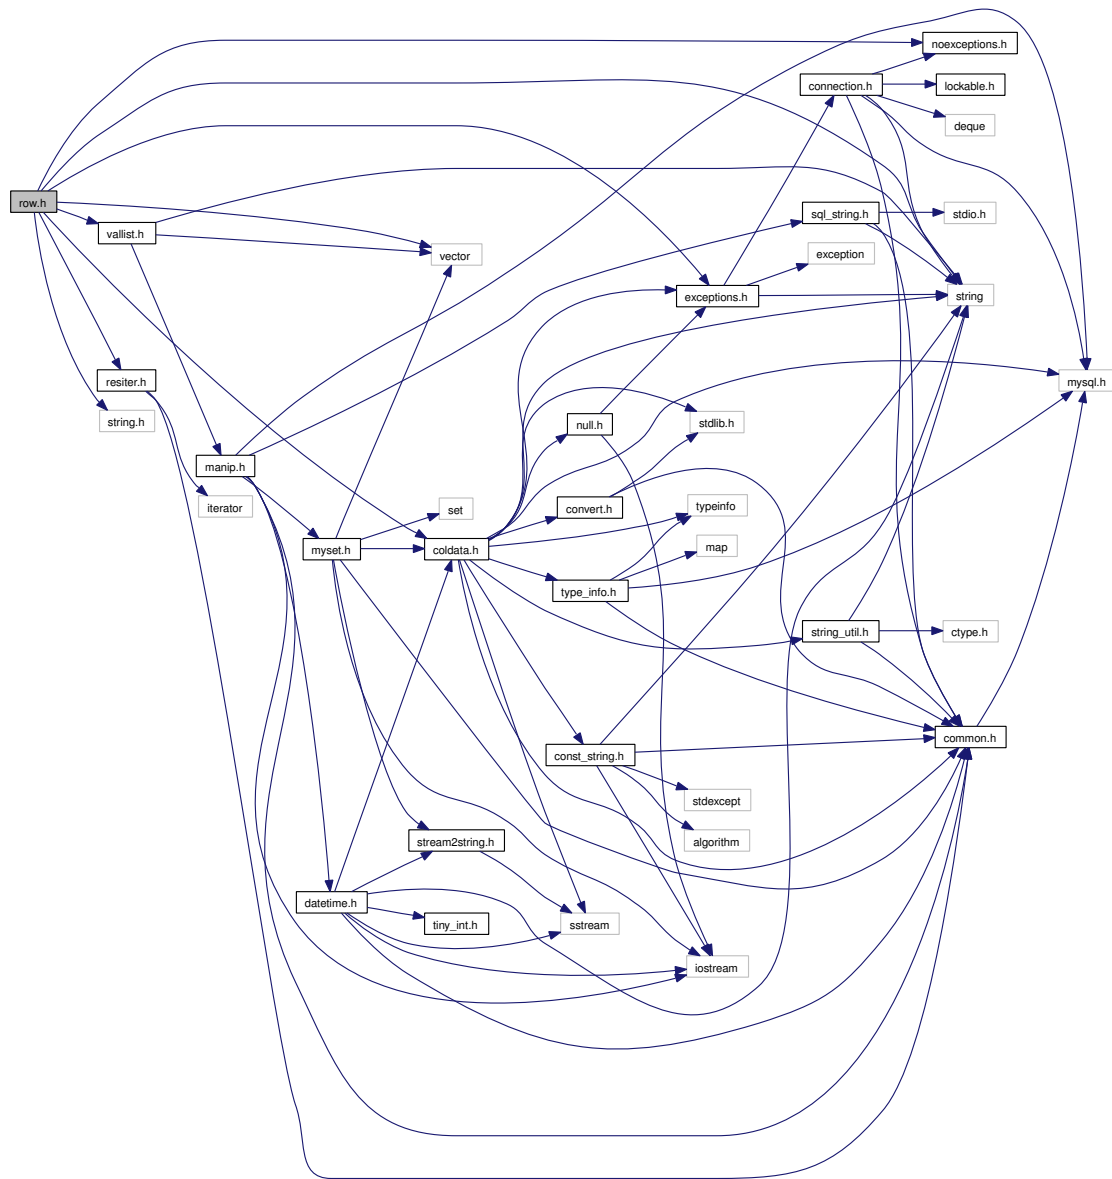 noexceptions.h
connection.h
lockable.h
deque
row.h
vallist.h
sql_string.h
stdio.h
vector
exception
exceptions.h
string
resiter.h
mysql.h
string.h
null.h
stdlib.h
manip.h
iterator
set
convert.h
typeinfo
myset.h
coldata.h
map
type_info.h
string_util.h
ctype.h
common.h
const_string.h
stdexcept
stream2string.h
algorithm
datetime.h
tiny_int.h
sstream
iostream